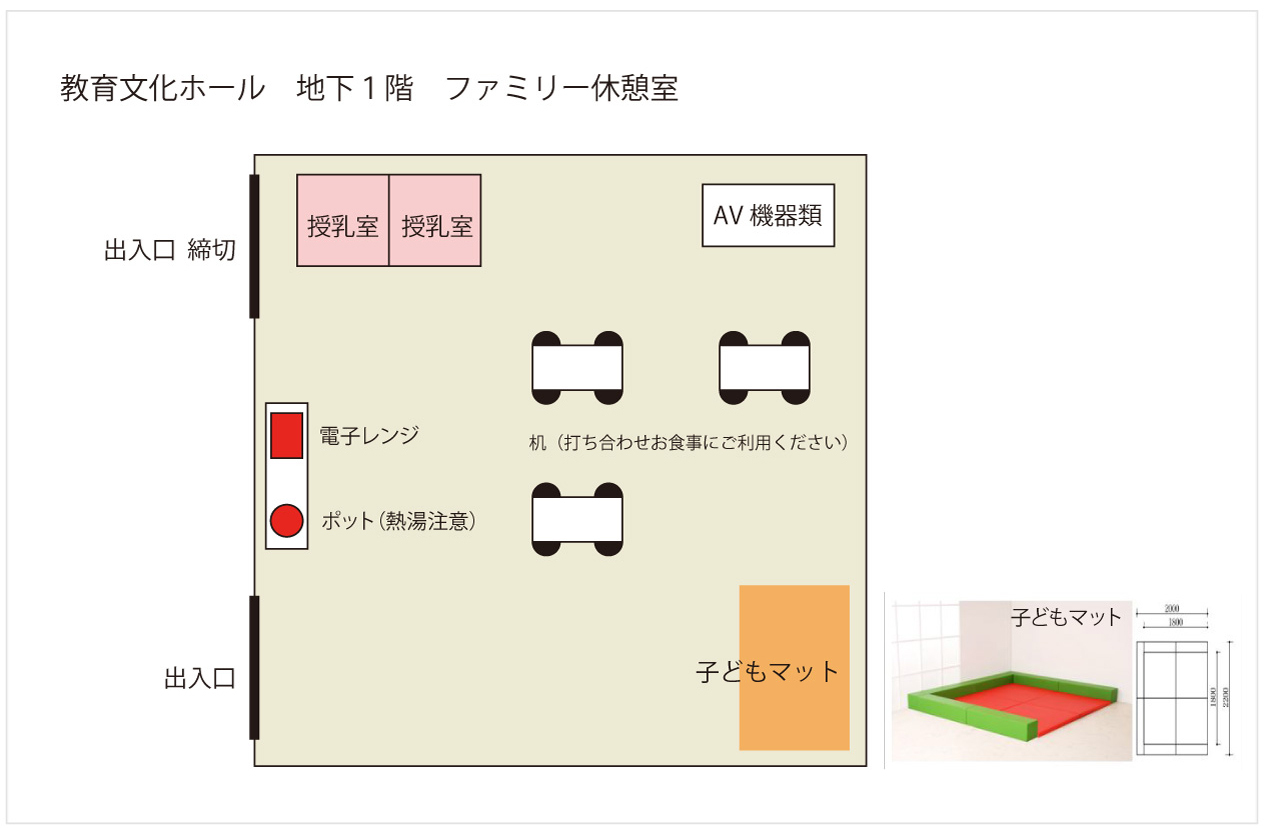 教育文化ホール　地下１階　ファミリー休憩室
授乳室
授乳室
AV 機器類
出入口 締切
電子レンジ
机（打ち合わせお食事にご利用ください）
ポット（熱湯注意）
出入口
子どもマット
子どもマット
2000
1800
1800
2200